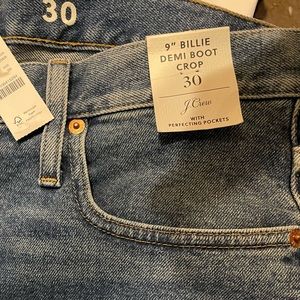 30
9" BILLIE
DEMI BOOT
CROP
30
J.Crew
WITH
PERFECTING POCKETS